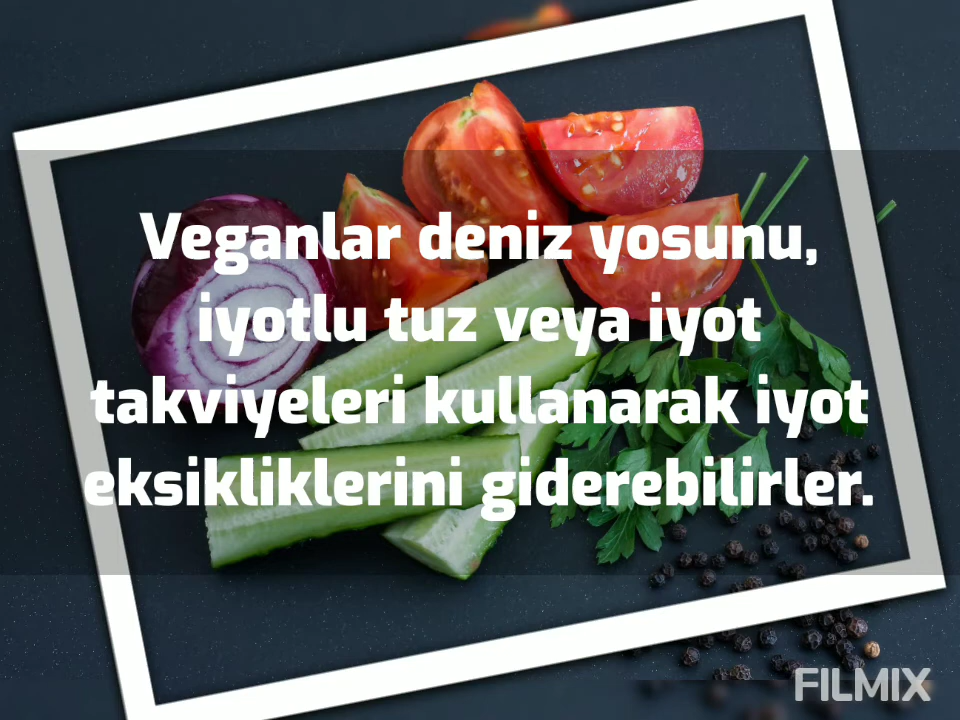 Veganlar deniz yosunu,
iyotlu tuz veya iyot
takviyeleri kullanarak iyot
eksikliklerini giderebilirler.
FILMIX